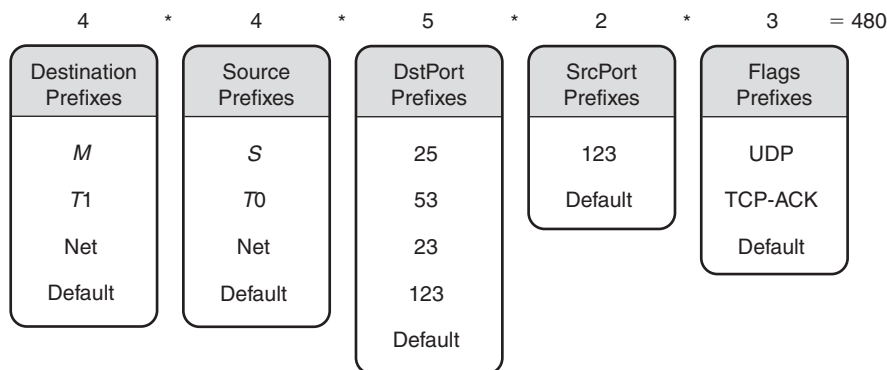 4 * 4 * 5 * 2 * 3 = 480
Destination
Prefixes
M
T1
Net
Default
Source
Prefixes
S
T0
Net
Default
DstPort
Prefixes
25
53
23
123
Default
SrcPort
Prefixes
123
Default
Flags
Prefixes
UDP
TCP-ACK
Default